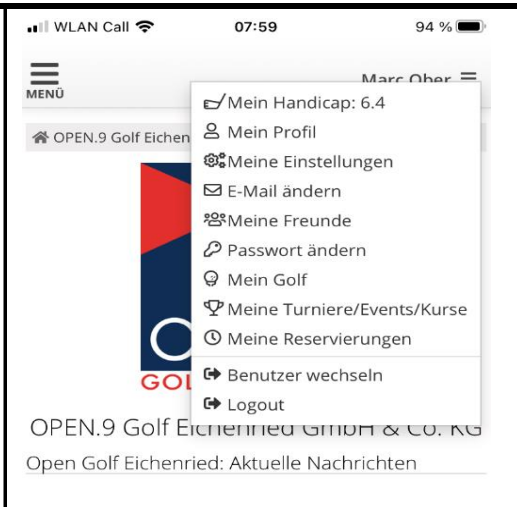 WLAN Call 07:59 94 %
MENÜ
Marc Ober
OPEN.9 Golf Eichen
Mein Handicap: 6.4
Mein Profil
Meine Einstellungen
E-Mail ändern
Meine Freunde
Passwort ändern
Mein Golf
Meine Turniere/Events/Kurse
Meine Reservierungen
Benutzer wechseln
Logout
O
GOL
OPEN.9 Golf Eichenried GmbH & Co. KG
Open Golf Eichenried: Aktuelle Nachrichten